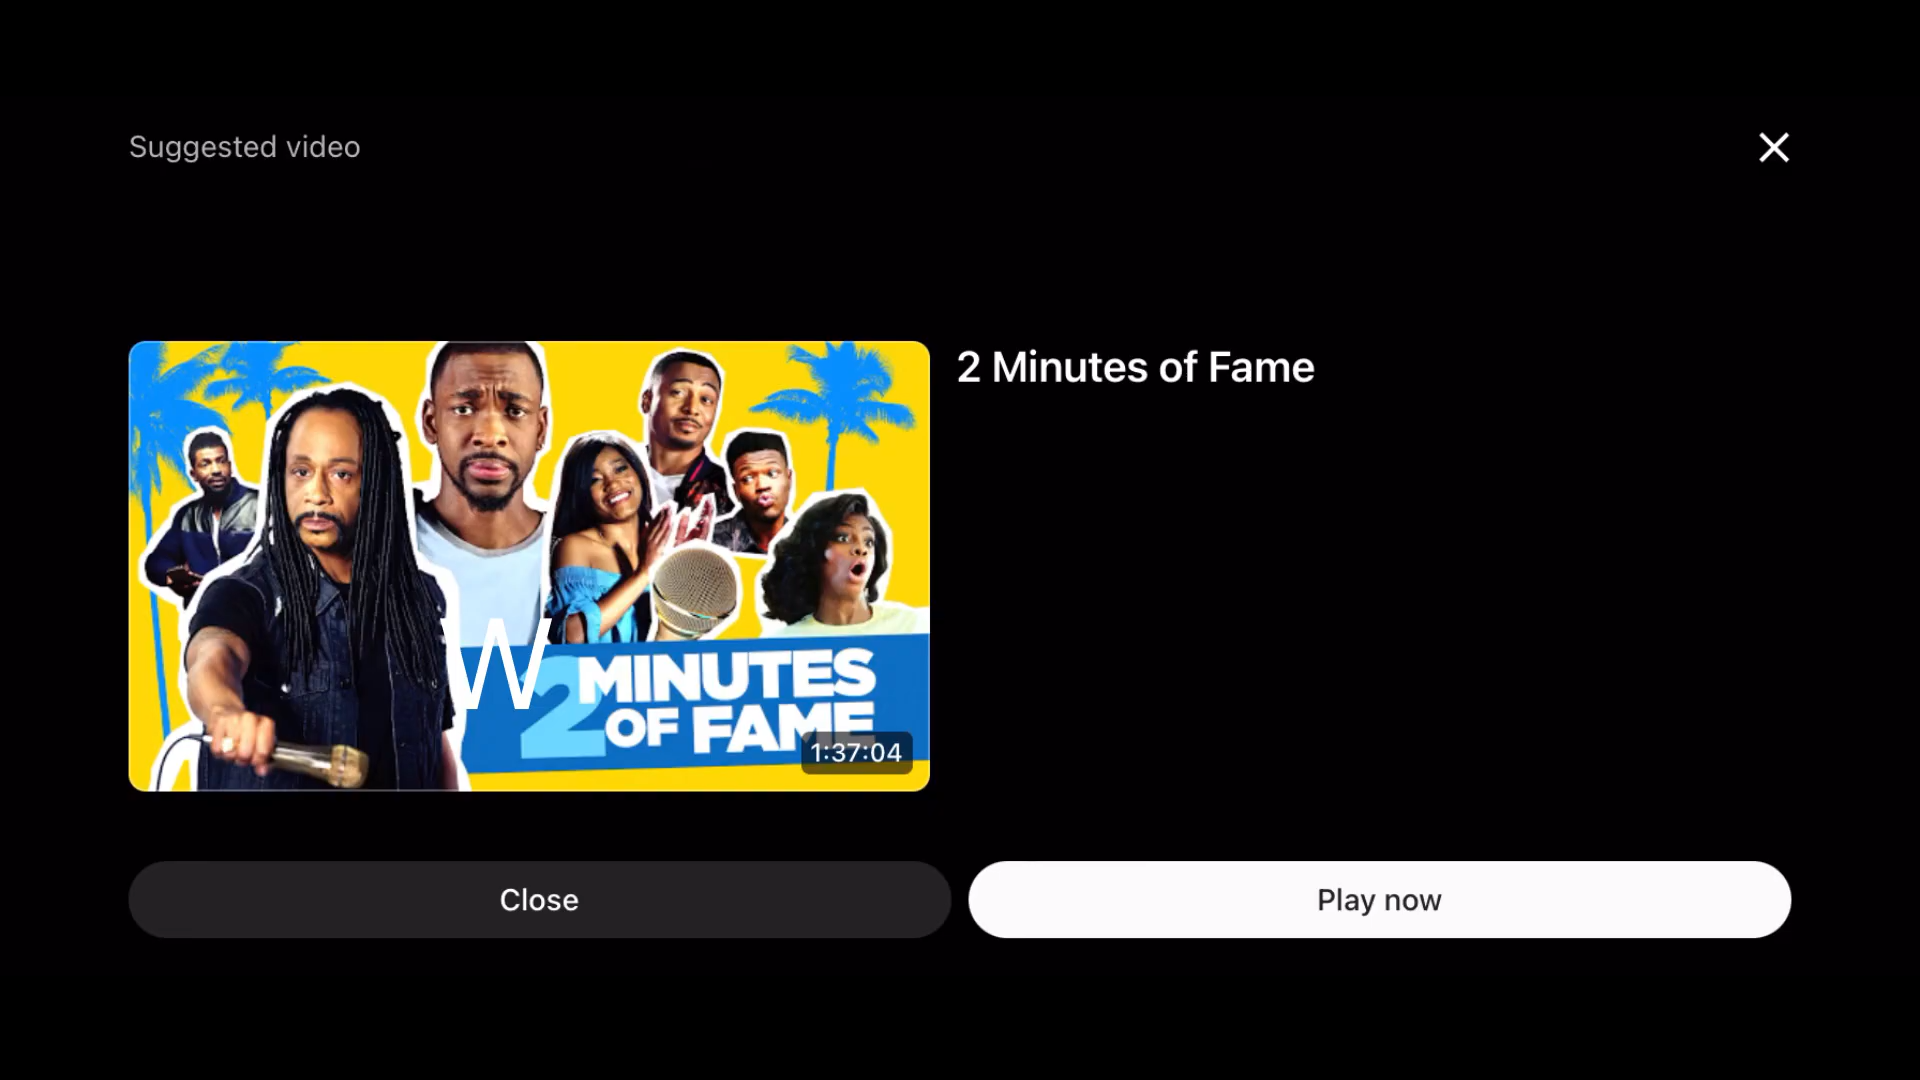 Suggested video
2 Minutes of Fame
W
2 MINUTES
OF FAME
1:37:04
Close
Play now